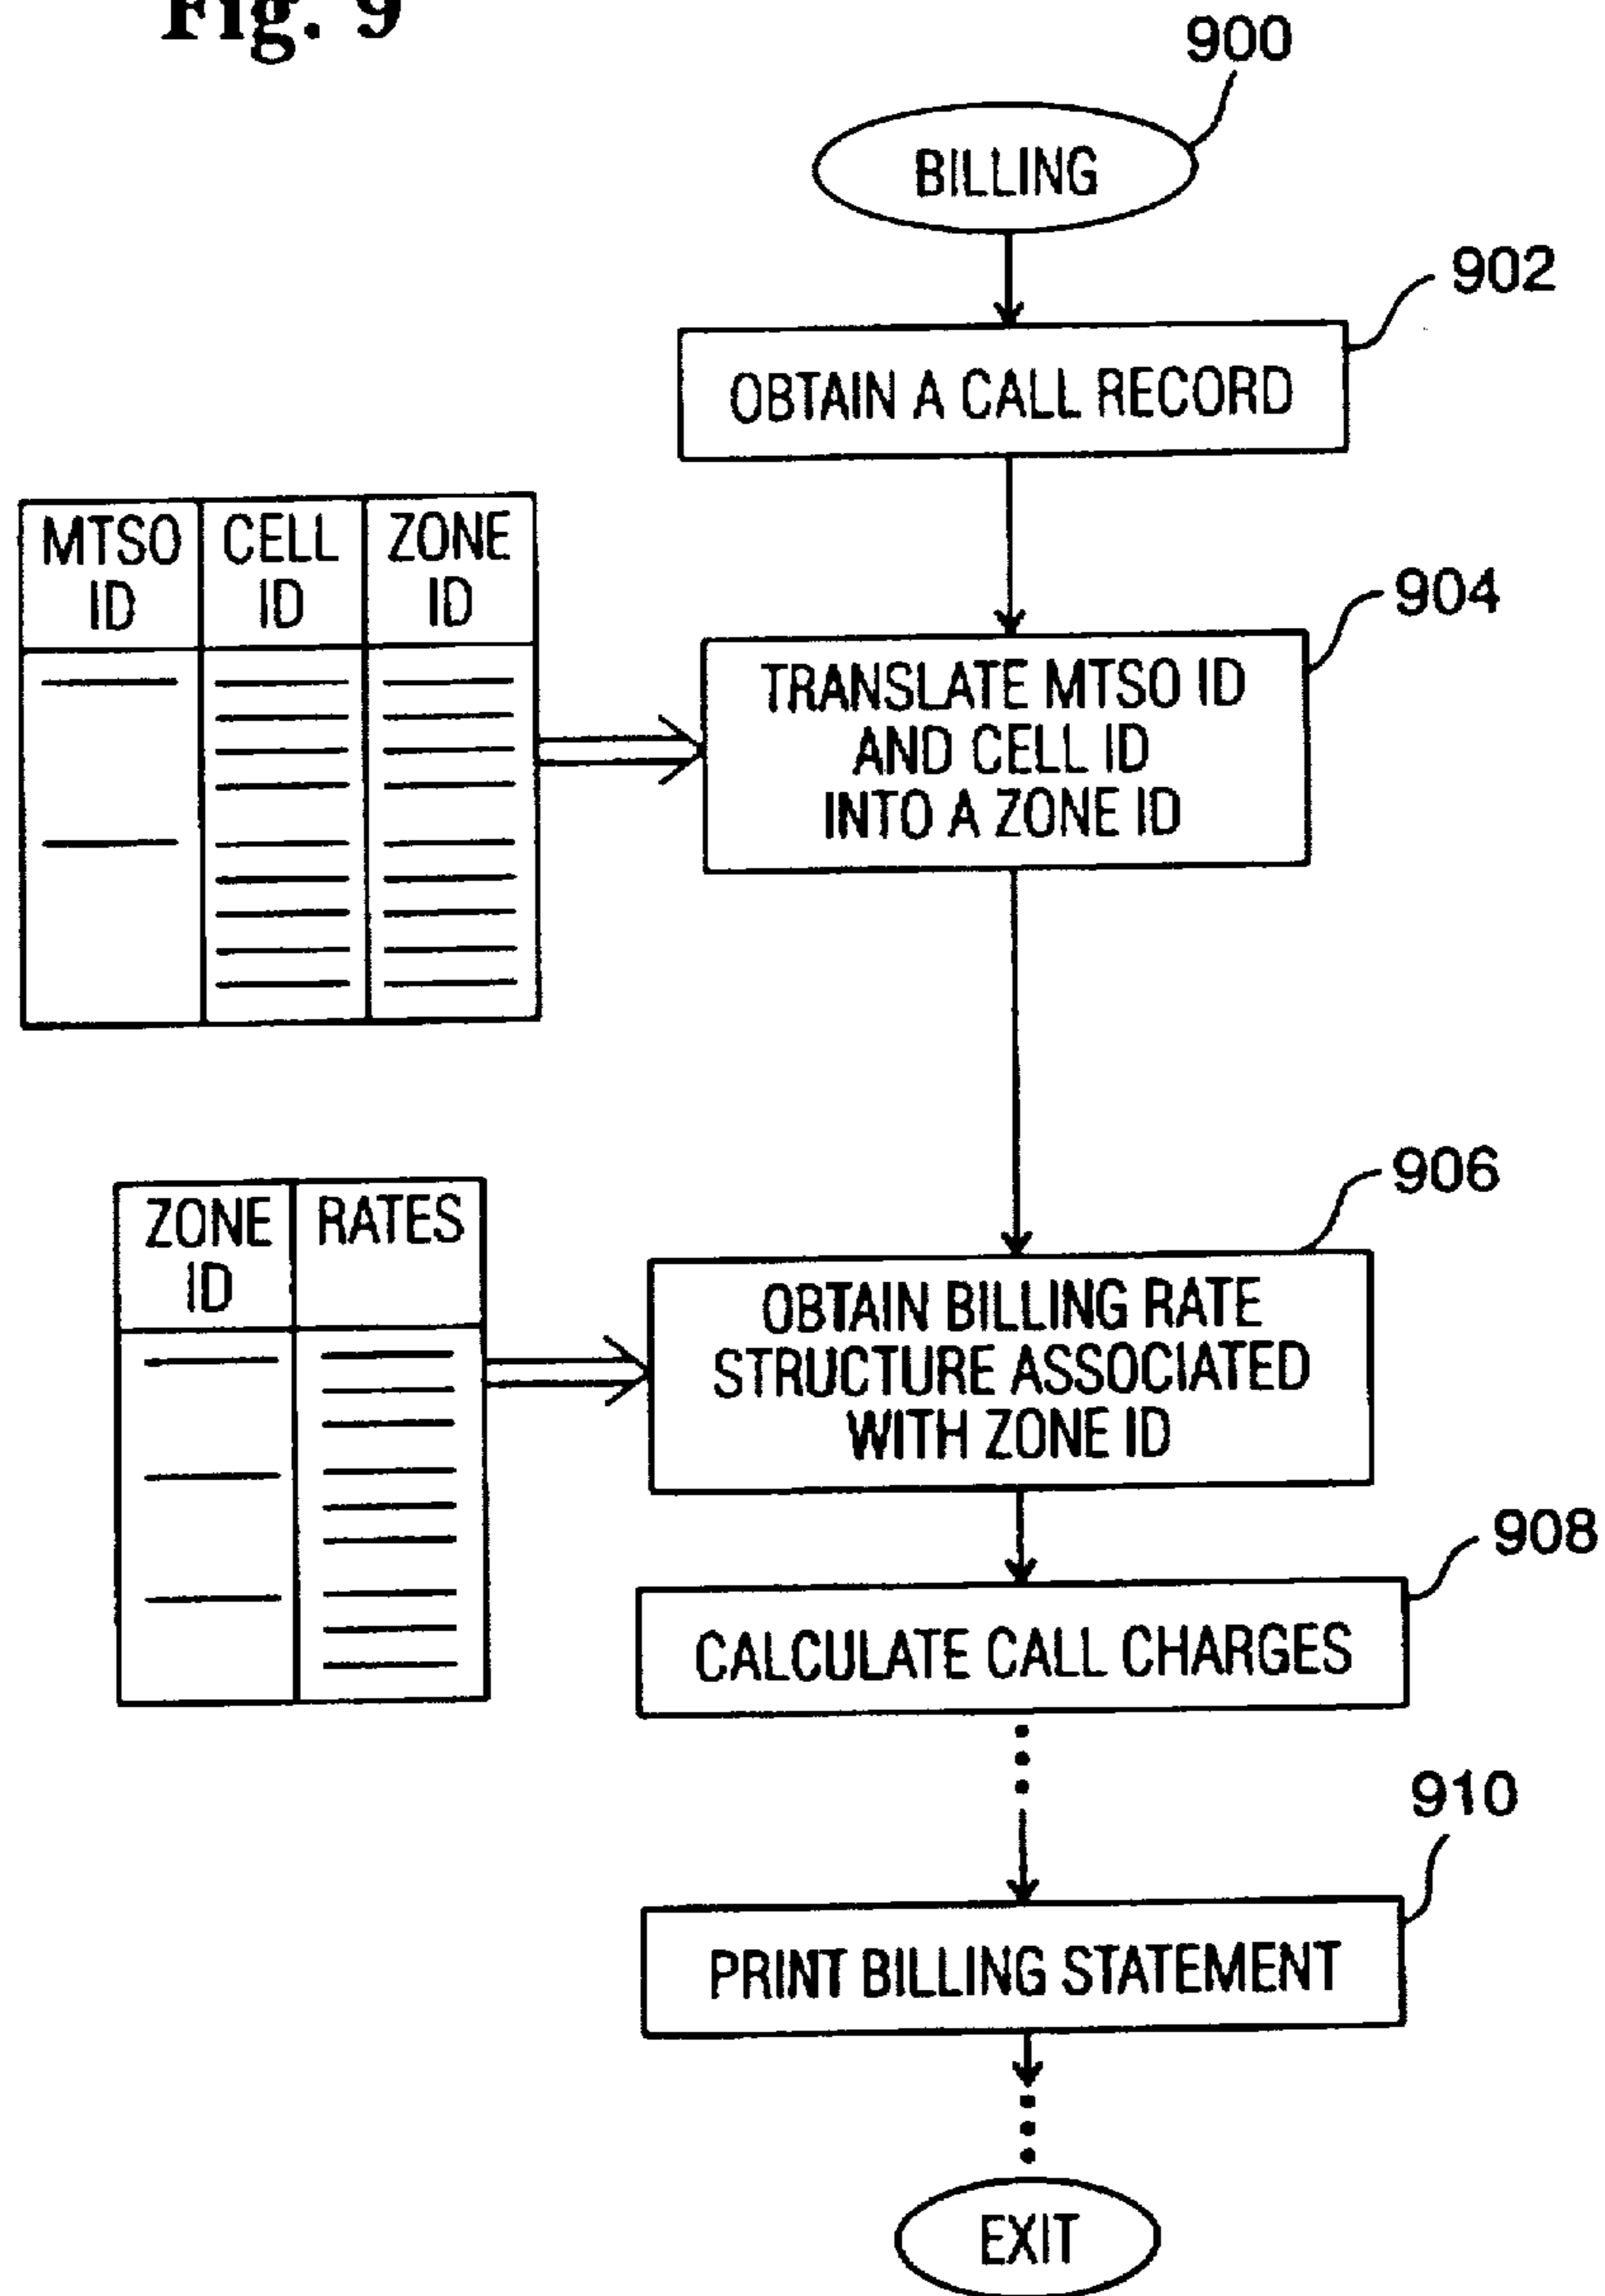 Fig. 9
900
BILLING
902
OBTAIN A CALL RECORD
MTSO
ID
CELL
ID
ZONE
ID
904
TRANSLATE MTSO ID
AND CELL ID
INTO A ZONE ID
ZONE
ID
RATES
906
OBTAIN BILLING RATE
STRUCTURE ASSOCIATED
WITH ZONE ID
908
CALCULATE CALL CHARGES
910
PRINT BILLING STATEMENT
EXIT